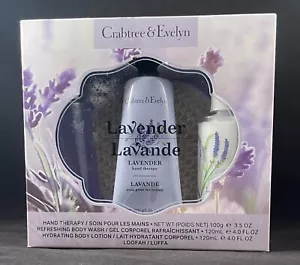 Crabtree & Evelyn
Crabtree & Evelyn
Lavender
Lavande
LAVENDER
hand therapy
LAVANDE
HAND THERAPY / SOIN POUR LES MAINS • NET WT (POIDS NET) 100g ℮ 3.5 OZ
REFRESHING BODY WASH / GEL CORPOREL RAFRAÎCHISSANT • 120mL ℮ 4.0 FL OZ
HYDRATING BODY LOTION / LAIT HYDRATANT CORPOREL • 120mL ℮ 4.0 FL OZ
LOOFAH / LUFFA